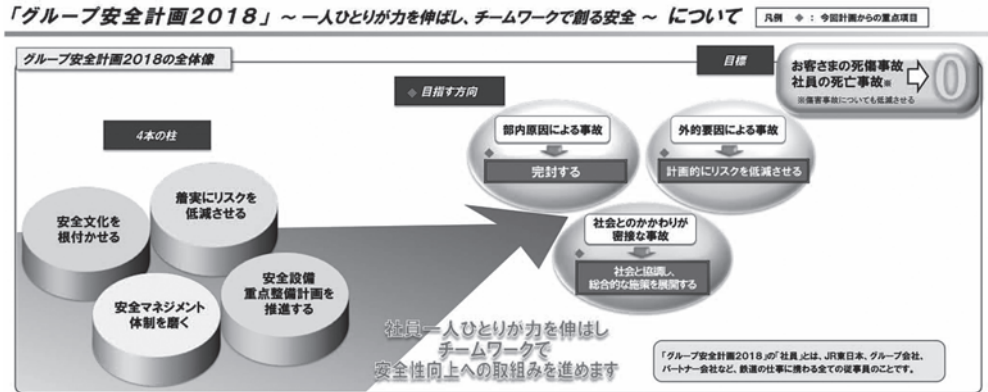 「グループ安全計画2018」 ~ 一人ひとりが力を伸ばし、チームワークで創る安全 ~ について
凡例 ◆ : 今回計画からの重点項目
グループ安全計画2018の全体像
目標
お客さまの死傷事故
社員の死亡事故※
0
※傷害事故についても低減させる
◆ 目指す方向
4本の柱
部内原因による事故
◆
完封する
外的要因による事故
◆
計画的にリスクを低減させる
社会とのかかわりが
密接な事故
◆
社会と協調し、
総合的な施策を展開する
着実にリスクを
低減させる
安全文化を
根付かせる
安全設備
重点整備計画を
推進する
安全マネジメント
体制を磨く
社員一人ひとりが力を伸ばし
チームワークで
安全性向上への取組みを進めます
「グループ安全計画2018」の「社員」とは、JR東日本、グループ会社、
パートナー会社など、鉄道の仕事に携わる全ての従事員のことです。